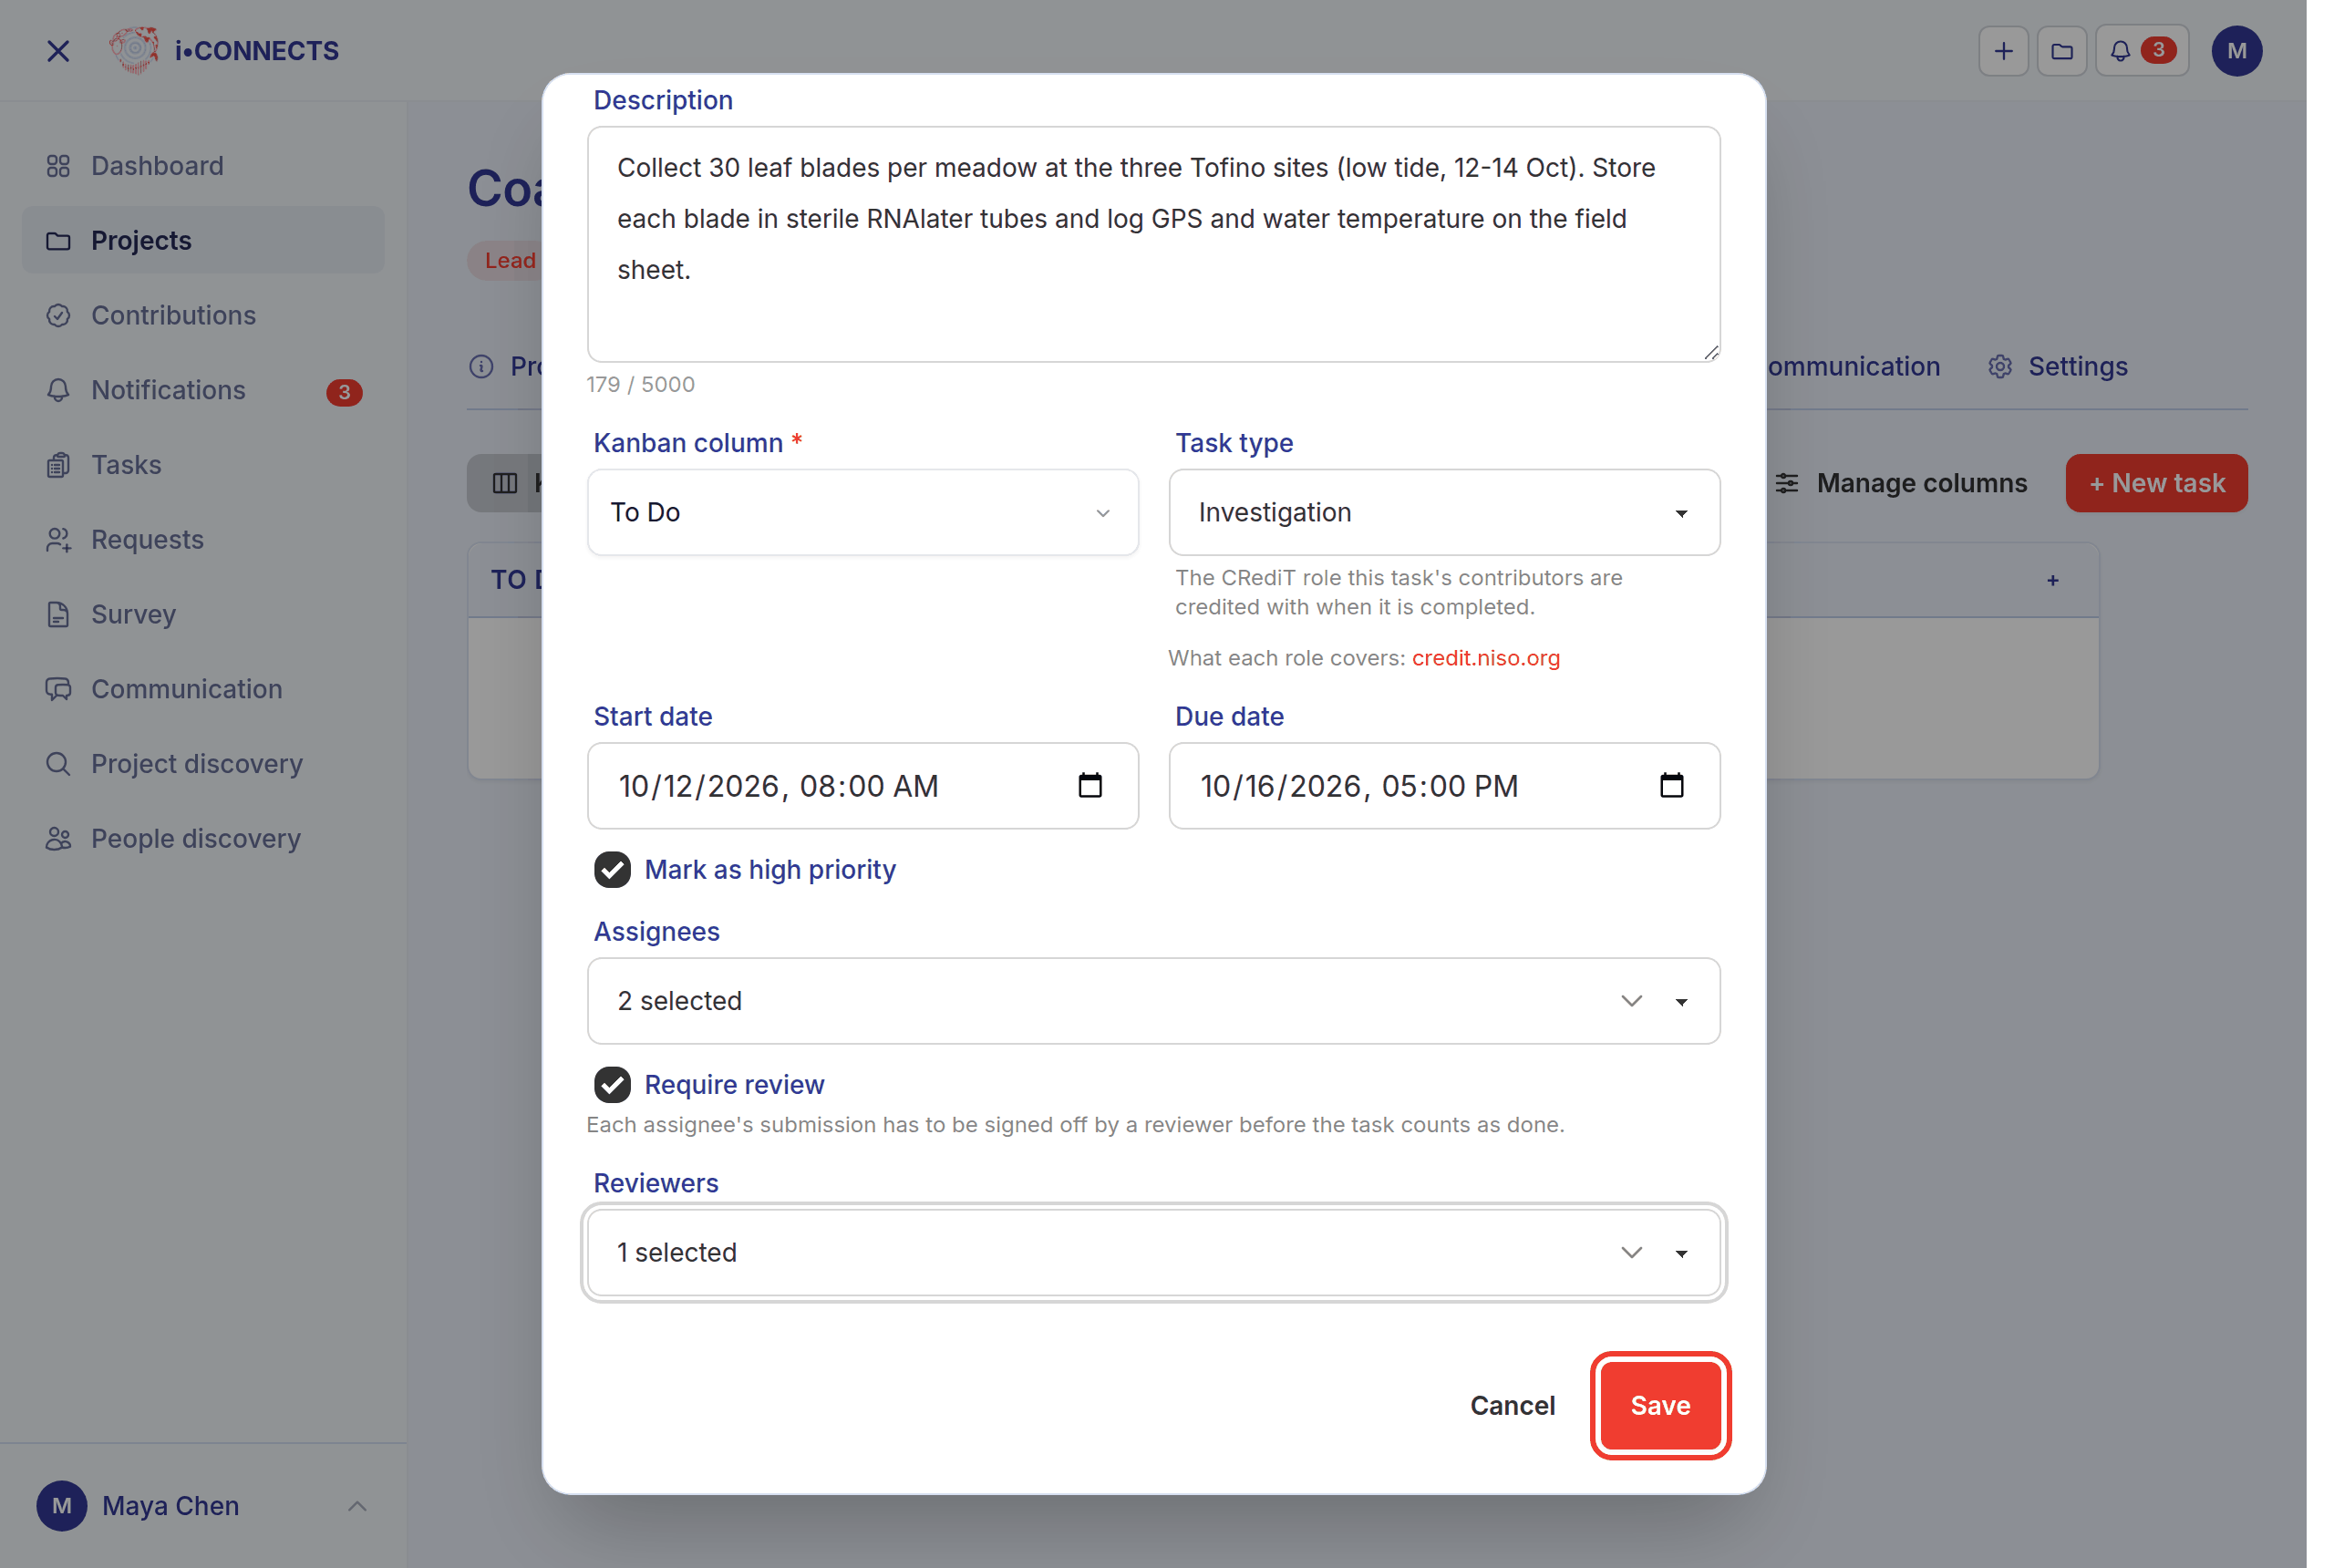 i•CONNECTS
3
M
Dashboard
Projects
Contributions
Notifications
3
Tasks
Requests
Survey
Communication
Project discovery
People discovery
M
Maya Chen
Coa
Lead
Pro
ommunication
Settings
Manage columns
+ New task
TO D
+
Description
Collect 30 leaf blades per meadow at the three Tofino sites (low tide, 12-14 Oct). Store
each blade in sterile RNAlater tubes and log GPS and water temperature on the field
sheet.
179 / 5000
Kanban column *
To Do
Task type
Investigation
The CRediT role this task's contributors are
credited with when it is completed.
What each role covers: credit.niso.org
Start date
10/12/2026, 08:00 AM
Due date
10/16/2026, 05:00 PM
Mark as high priority
Assignees
2 selected
Require review
Each assignee's submission has to be signed off by a reviewer before the task counts as done.
Reviewers
1 selected
Cancel
Save